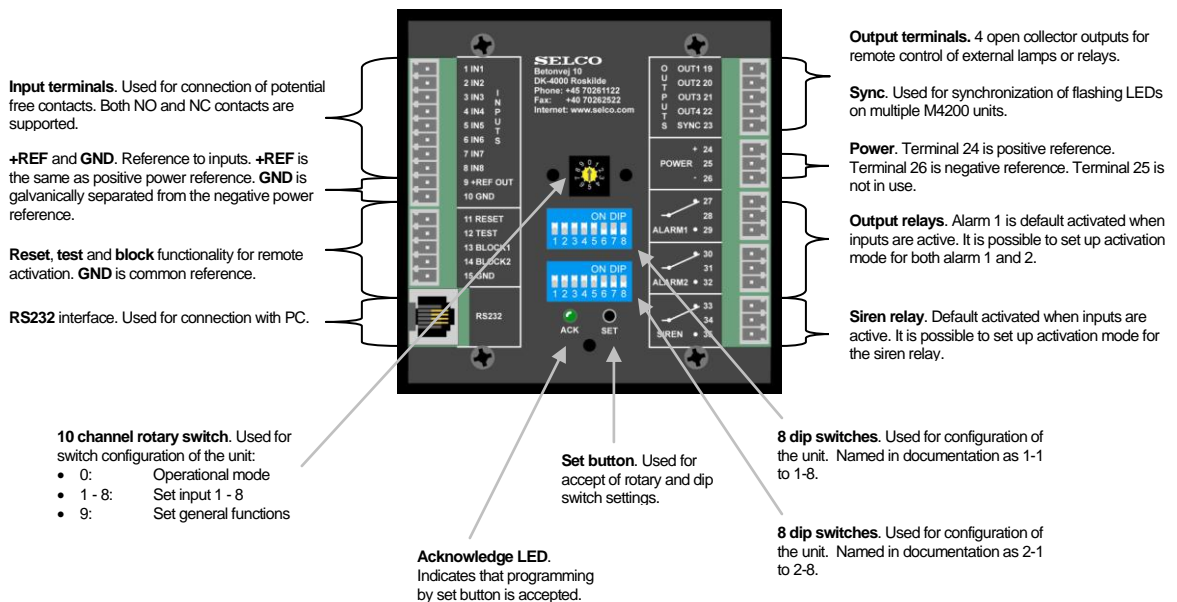 Input terminals. Used for connection of potential
free contacts. Both NO and NC contacts are
supported.
+REF and GND. Reference to inputs. +REF is
the same as positive power reference. GND is
galvanically separated from the negative power
reference.
Reset, test and block functionality for remote
activation. GND is common reference.
RS232 interface. Used for connection with PC.
10 channel rotary switch. Used for
switch configuration of the unit:
• 0: Operational mode
• 1 - 8: Set input 1 - 8
• 9: Set general functions
SELCO
Betonvej 10
DK-4000 Roskilde
Phone: +45 70261122
Fax: +40 70262522
Internet: www.selco.com
1 IN1
2 IN2
3 IN3
4 IN4
5 IN5
6 IN6
7 IN7
8 IN8
9 +REF OUT
10 GND
INPUTS
11 RESET
12 TEST
13 BLOCK1
14 BLOCK2
15 GND
RS232
ON DIP
1 2 3 4 5 6 7 8
ON DIP
1 2 3 4 5 6 7 8
ACK
SET
OUTPUTS
OUT1 19
OUT2 20
OUT3 21
OUT4 22
SYNC 23
+ 24
POWER 25
- 26
27
28
ALARM1 • 29
30
31
ALARM2 • 32
33
34
SIREN • 35
Output terminals. 4 open collector outputs for
remote control of external lamps or relays.
Sync. Used for synchronization of flashing LEDs
on multiple M4200 units.
Power. Terminal 24 is positive reference.
Terminal 26 is negative reference. Terminal 25 is
not in use.
Output relays. Alarm 1 is default activated when
inputs are active. It is possible to set up activation
mode for both alarm 1 and 2.
Siren relay. Default activated when inputs are
active. It is possible to set up activation mode for
the siren relay.
Set button. Used for
accept of rotary and dip
switch settings.
Acknowledge LED.
Indicates that programming
by set button is accepted.
8 dip switches. Used for configuration of
the unit. Named in documentation as 1-1
to 1-8.
8 dip switches. Used for configuration of
the unit. Named in documentation as 2-1
to 2-8.